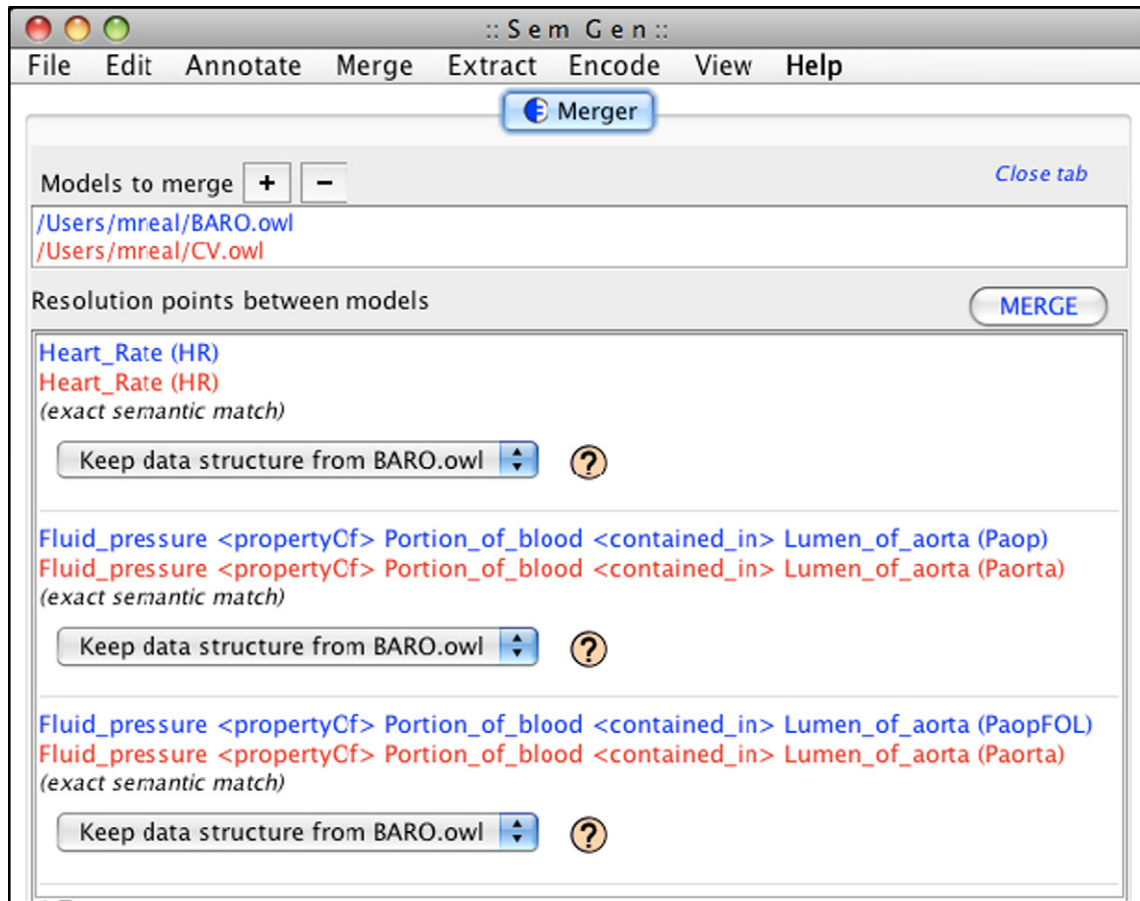 :: Sem Gen ::
File Edit Annotate Merge Extract Encode View Help
Merger
Models to merge + −
Close tab
/Users/mneal/BARO.owl
/Users/mneal/CV.owl
Resolution points between models
MERGE
Heart_Rate (HR)
Heart_Rate (HR)
(exact semantic match)
Keep data structure from BARO.owl ?
Fluid_pressure <propertyOf> Portion_of_blood <contained_in> Lumen_of_aorta (Paop)
Fluid_pressure <propertyOf> Portion_of_blood <contained_in> Lumen_of_aorta (Paorta)
(exact semantic match)
Keep data structure from BARO.owl ?
Fluid_pressure <propertyOf> Portion_of_blood <contained_in> Lumen_of_aorta (PaopFOL)
Fluid_pressure <propertyOf> Portion_of_blood <contained_in> Lumen_of_aorta (Paorta)
(exact semantic match)
Keep data structure from BARO.owl ?